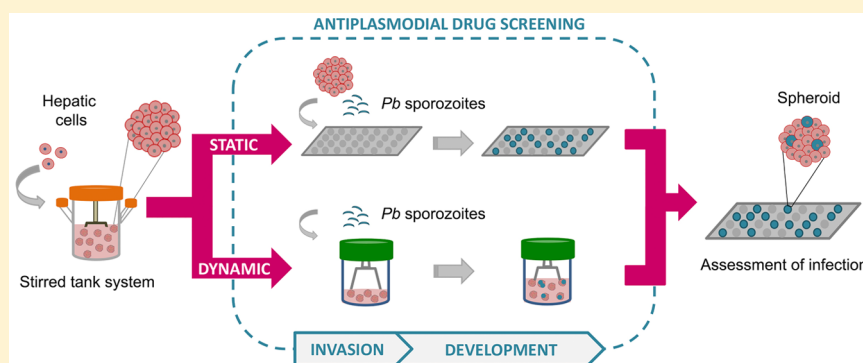 ANTIPLASMODIAL DRUG SCREENING
Hepatic
cells
Stirred tank system
STATIC
Pb sporozoites
DYNAMIC
Pb sporozoites
INVASION
DEVELOPMENT
Spheroid
Assessment of infection